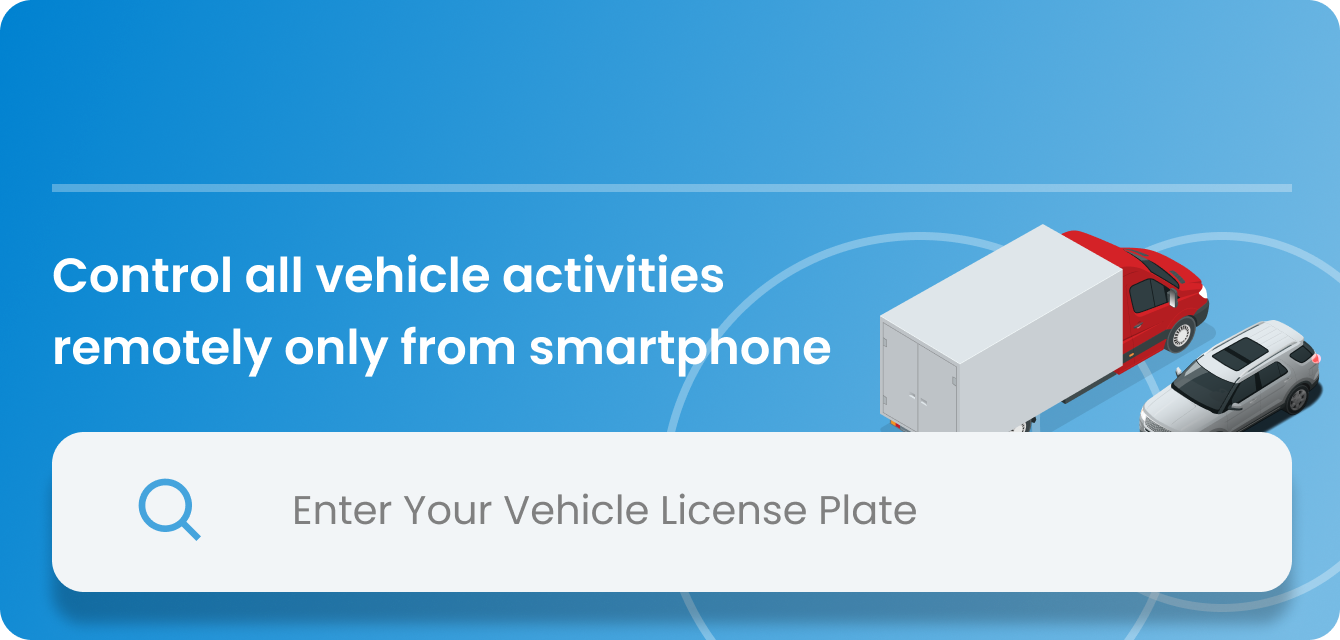 Control all vehicle activities
remotely only from smartphone
Enter Your Vehicle License Plate